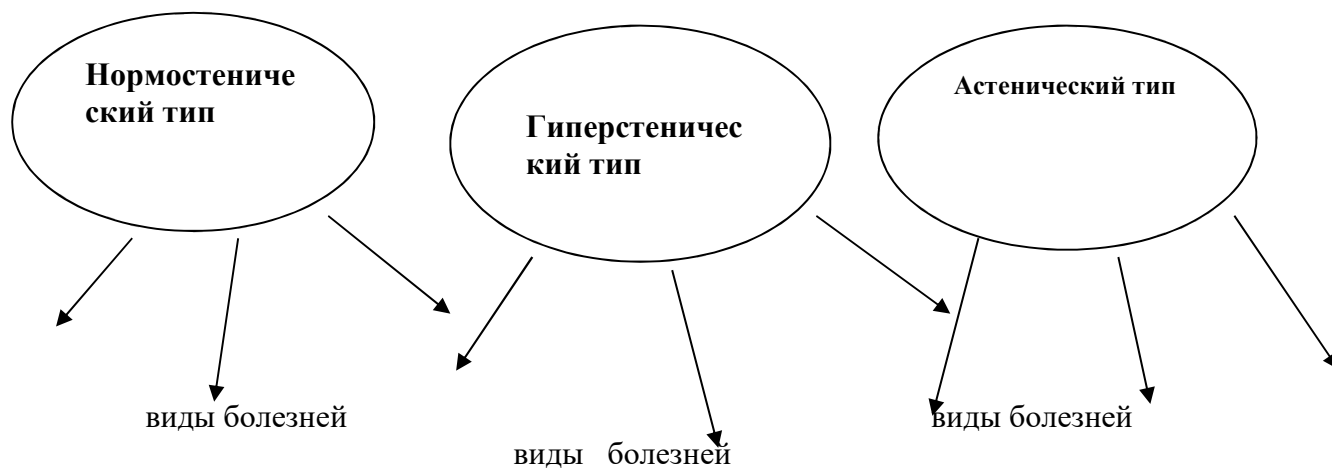 Нормостениче
ский тип
Гиперстеничес
кий тип
Астенический тип
виды болезней
виды болезней
виды болезней